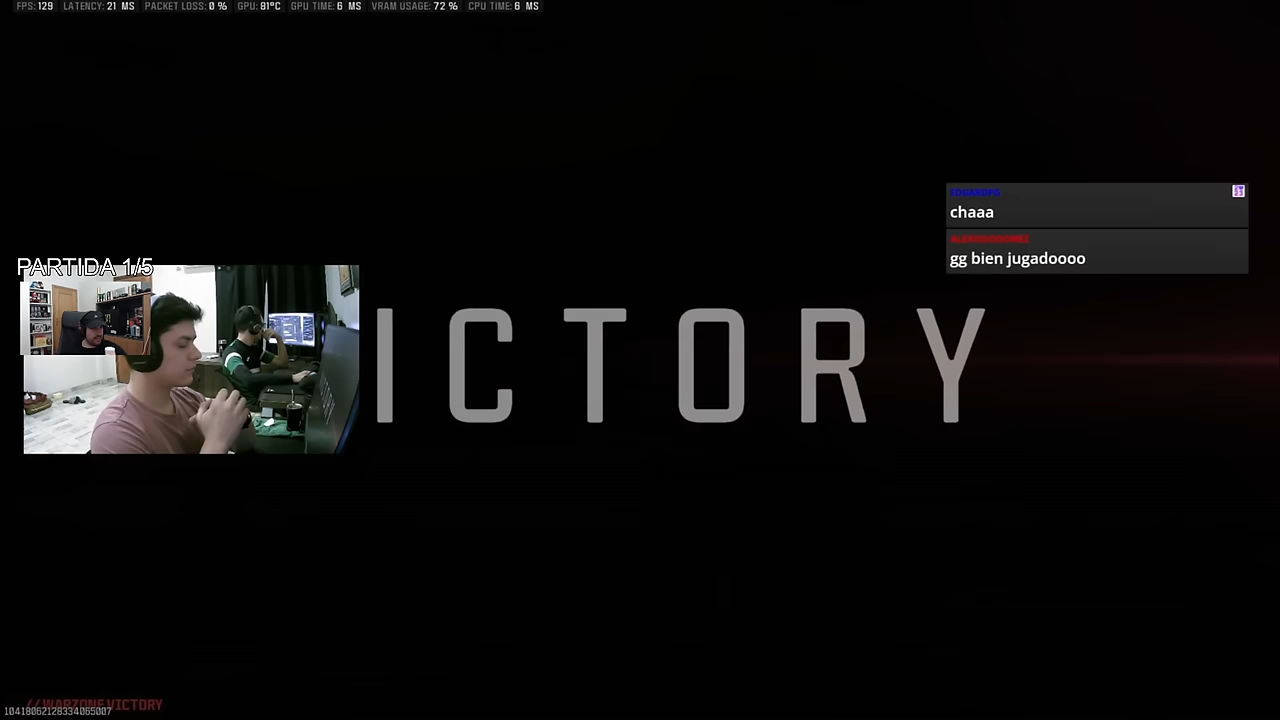 FPS: 129 LATENCY: 21 MS PACKET LOSS: 0 % GPU: 81°C GPU TIME: 6 MS VRAM USAGE: 72 % CPU TIME: 6 MS
chaaa
gg bien jugadoooo
PARTIDA 1/5
ICTORY
// WARZONE VICTORY